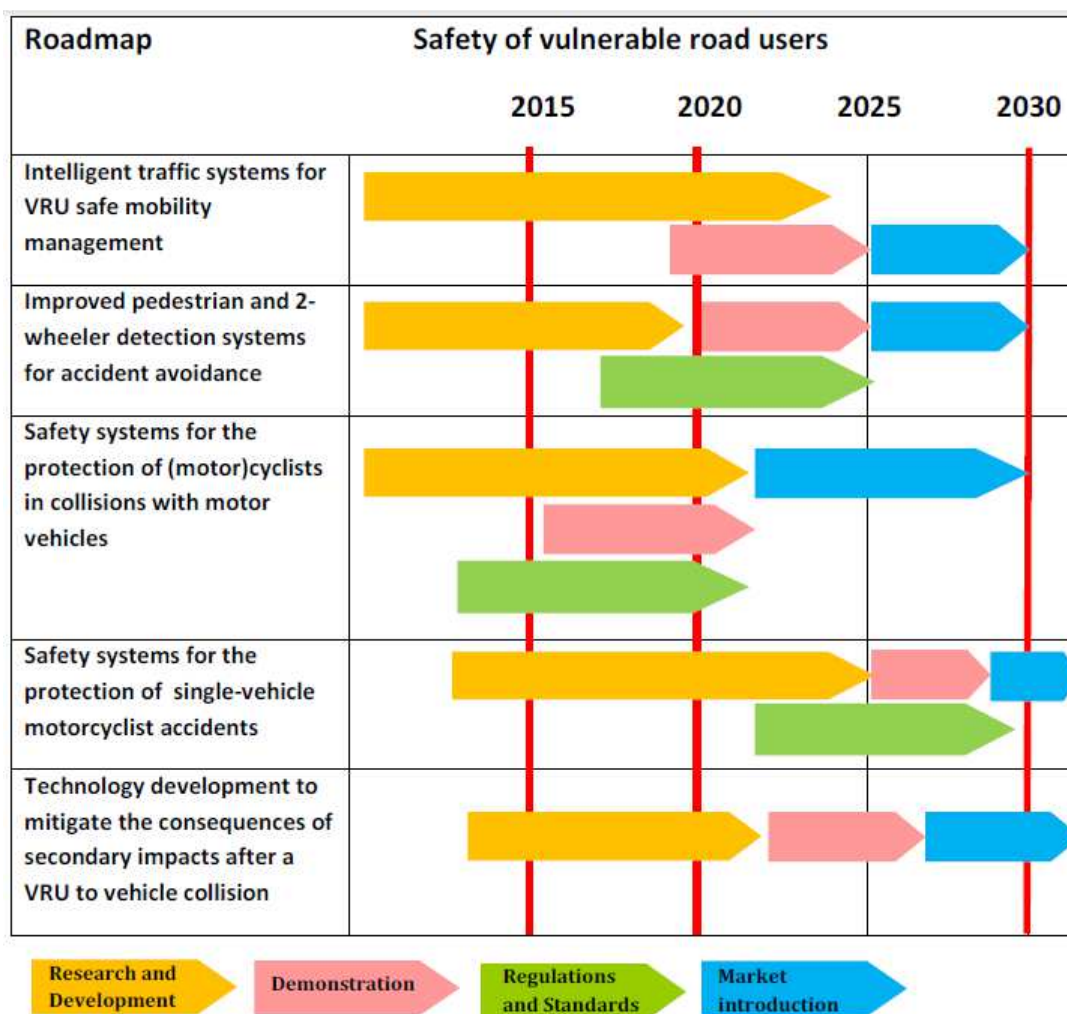 Roadmap
Safety of vulnerable road users
2015 2020 2025 2030
Intelligent traffic systems for
VRU safe mobility
management
Improved pedestrian and 2-
wheeler detection systems
for accident avoidance
Safety systems for the
protection of (motor)cyclists
in collisions with motor
vehicles
Safety systems for the
protection of single-vehicle
motorcyclist accidents
Technology development to
mitigate the consequences of
secondary impacts after a
VRU to vehicle collision
Research and
Development
Demonstration
Regulations
and Standards
Market
introduction